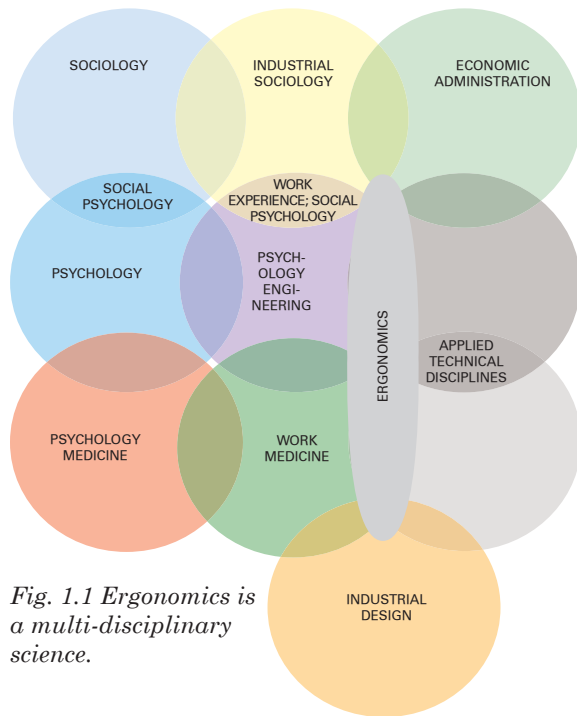 SOCIOLOGY
INDUSTRIAL
SOCIOLOGY
ECONOMIC
ADMINISTRATION
SOCIAL
PSYCHOLOGY
WORK
EXPERIENCE; SOCIAL
PSYCHOLOGY
PSYCHOLOGY
PSYCH-
OLOGY
ENGI-
NEERING
ERGONOMICS
APPLIED
TECHNICAL
DISCIPLINES
PSYCHOLOGY
MEDICINE
WORK
MEDICINE
INDUSTRIAL
DESIGN
Fig. 1.1 Ergonomics is
a multi-disciplinary
science.